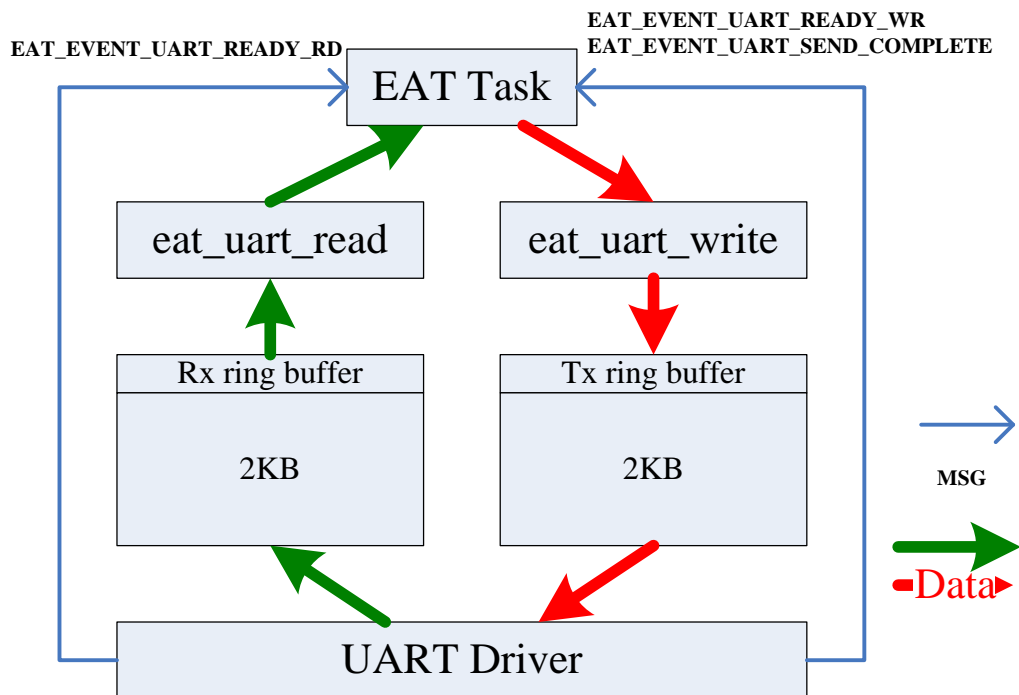 EAT_EVENT_UART_READY_WR
EAT_EVENT_UART_READY_RD
EAT_EVENT_UART_SEND_COMPLETE
EAT Task
eat_uart_read
eat_uart_write
Rx ring buffer
Tx ring buffer
2KB
2KB
MSG
Data
UART Driver